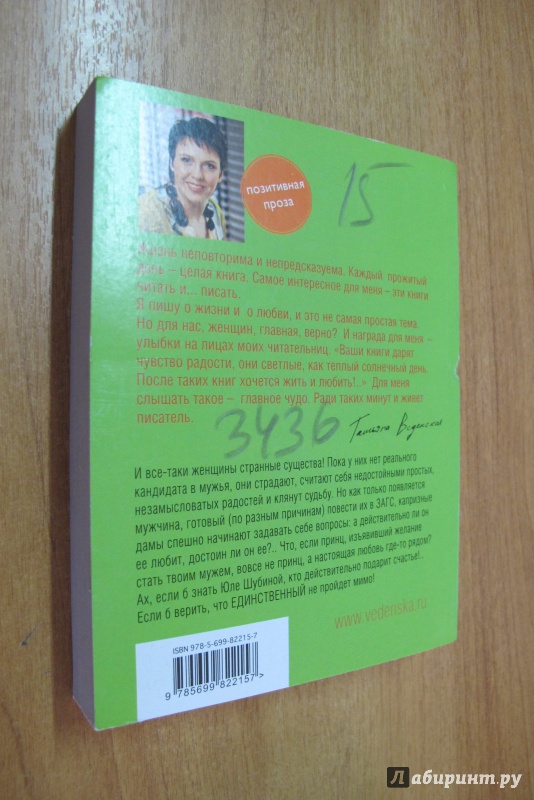 позитивная
проза
15
Жизнь неповторима и непредсказуема. Каждый прожитый
день – целая книга. Самое интересное для меня – эти книги
читать и... писать.
Я пишу о жизни и о любви, и это не самая простая тема.
Но для нас, женщин, главная, верно? И награда для меня –
улыбки на лицах моих читательниц. «Ваши книги дарят
чувство радости, они светлые, как теплый солнечный день.
После таких книг хочется жить и любить!..» Для меня
слышать такое – главное чудо. Ради таких минут и живет
писатель.
3436
Татьяна Веденская
И все-таки женщины странные существа! Пока у них нет реального
кандидата в мужья, они страдают, считают себя недостойными простых,
незамысловатых радостей и клянут судьбу. Но как только появляется
мужчина, готовый (по разным причинам) повести их в ЗАГС, капризные
дамы спешно начинают задавать себе вопросы: а действительно ли он
ее любит, достоин ли он ее?.. Что, если принц, изъявивший желание
стать твоим мужем, вовсе не принц, а настоящая любовь где-то рядом?
Ах, если б знать Юле Шубиной, кто действительно подарит счастье!..
Если б верить, что ЕДИНСТВЕННЫЙ не пройдет мимо!
www.vedenska.ru
ISBN 978-5-699-82215-7
9 785699 822157 >
Лабиринт.ру